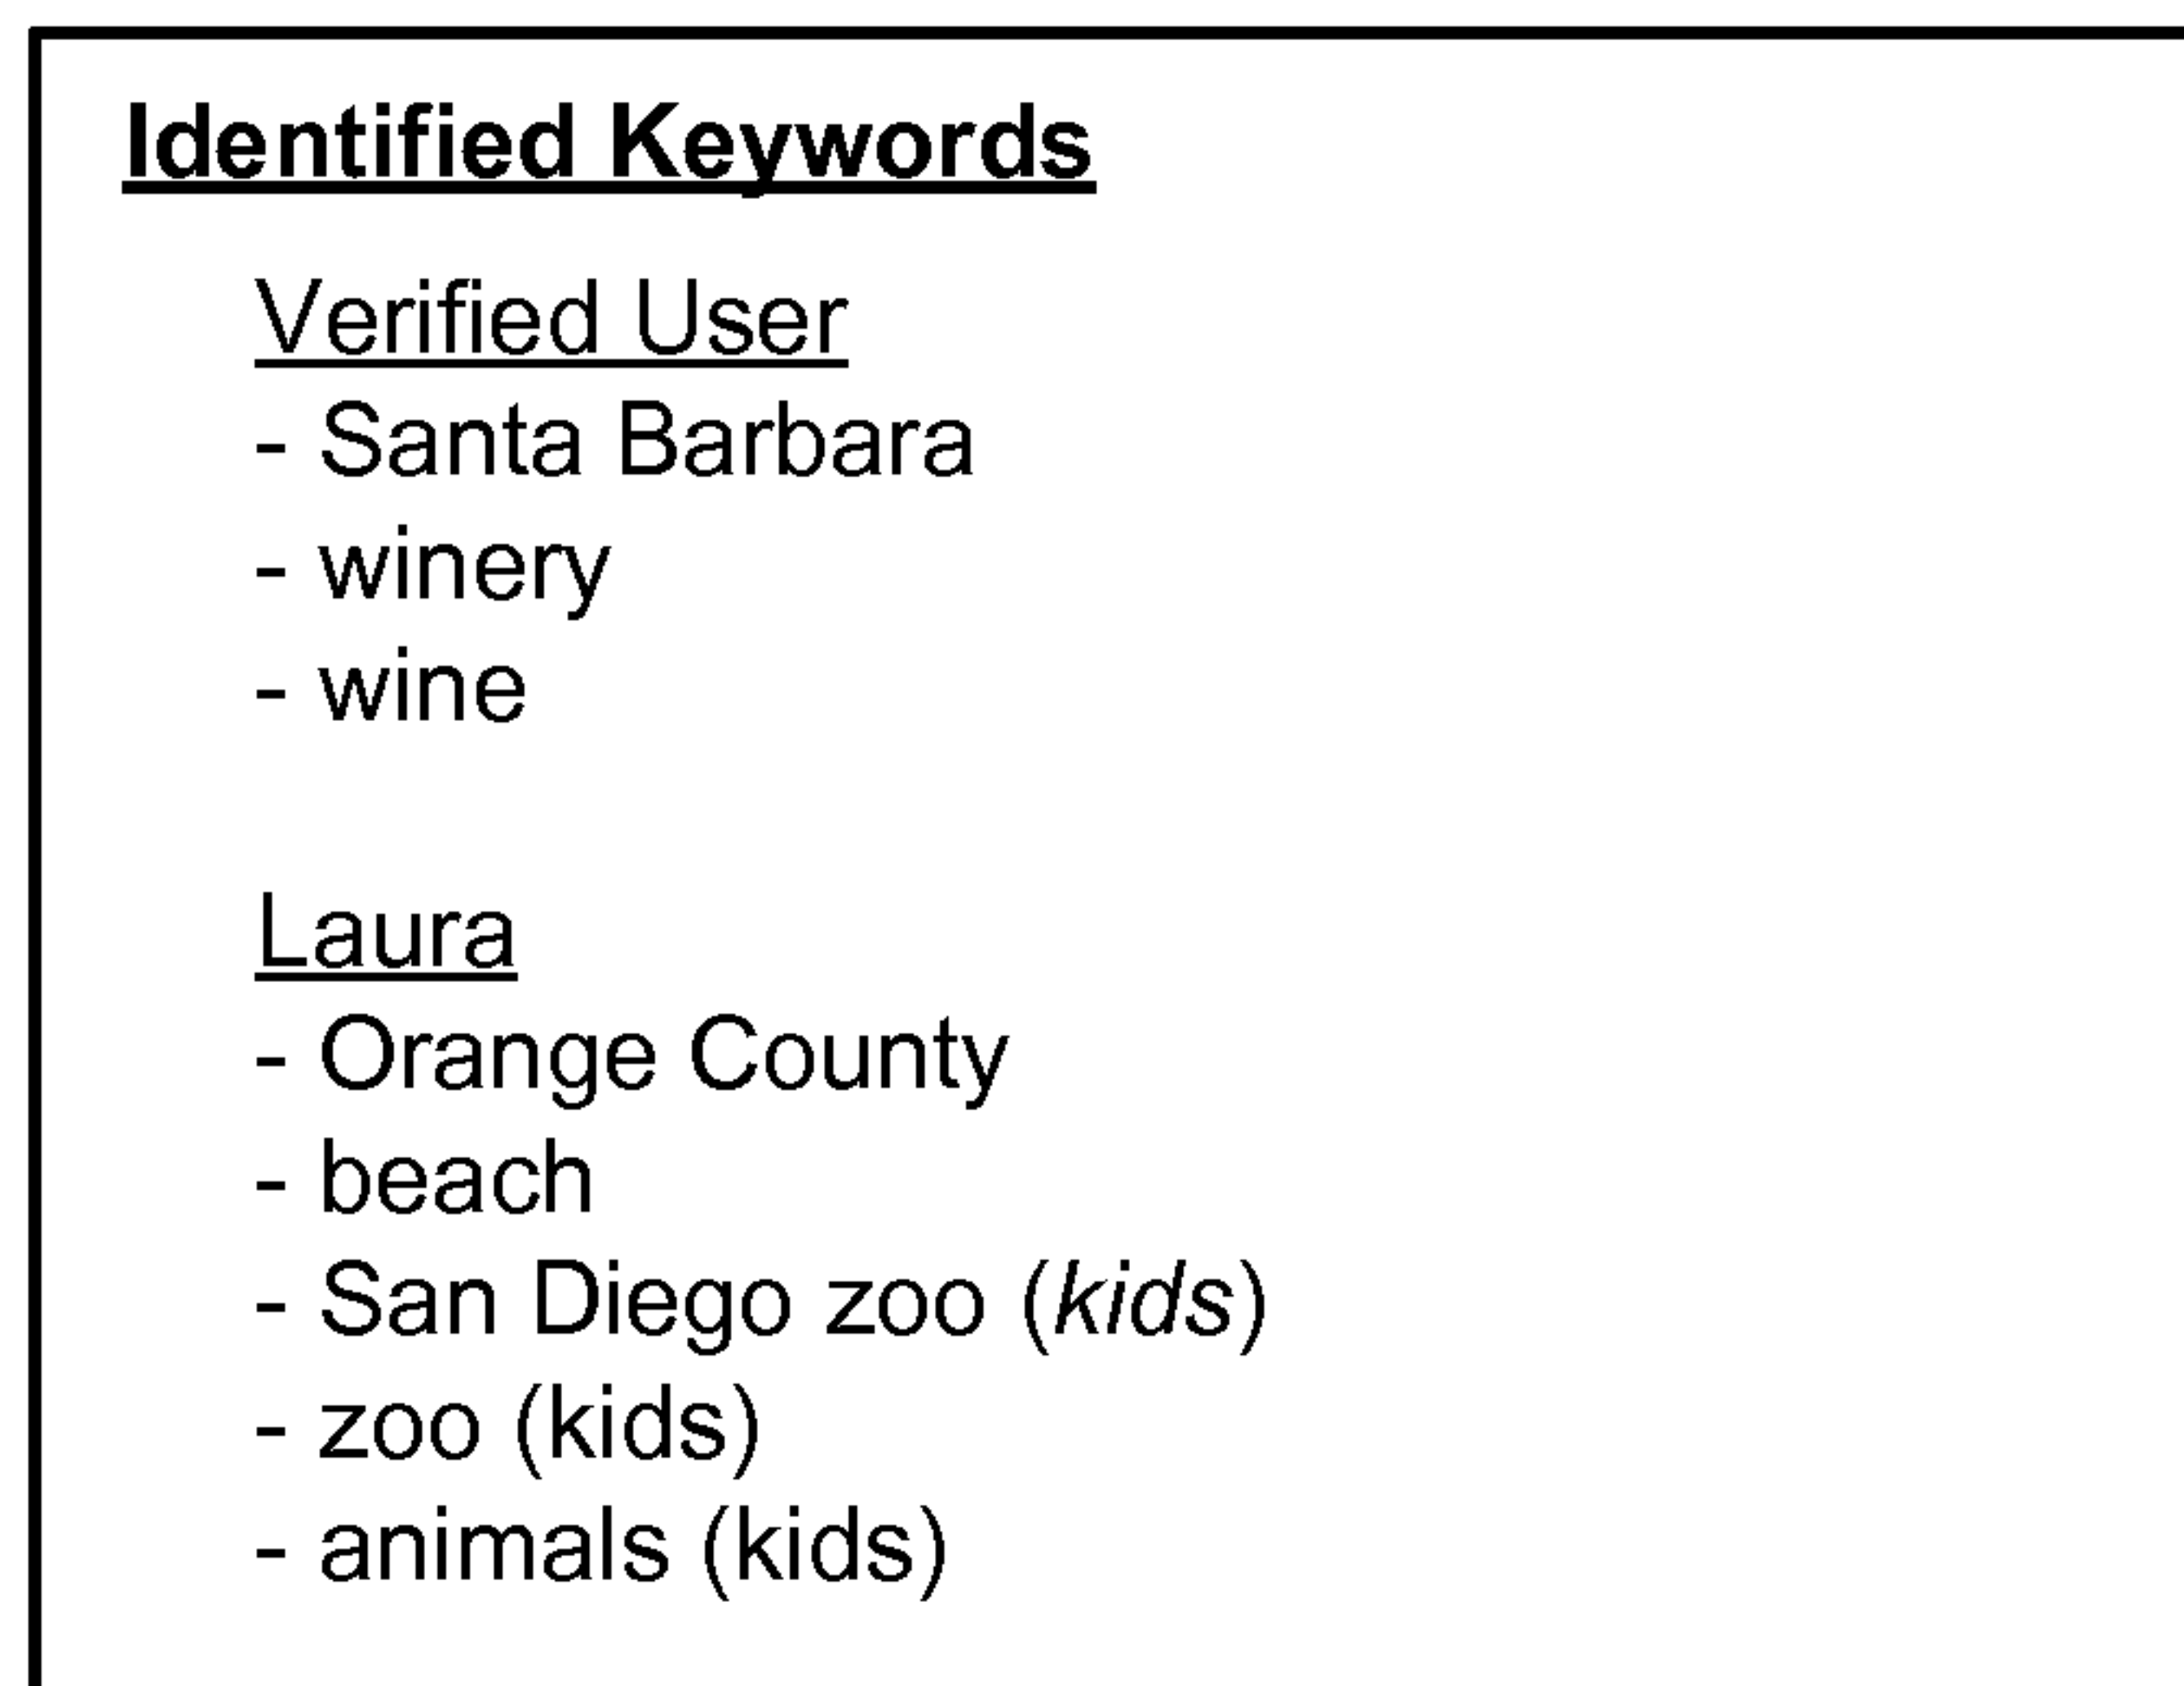 Identified Keywords
Verified User
- Santa Barbara
- winery
- wine
Laura
- Orange County
- beach
- San Diego zoo (kids)
- zoo (kids)
- animals (kids)